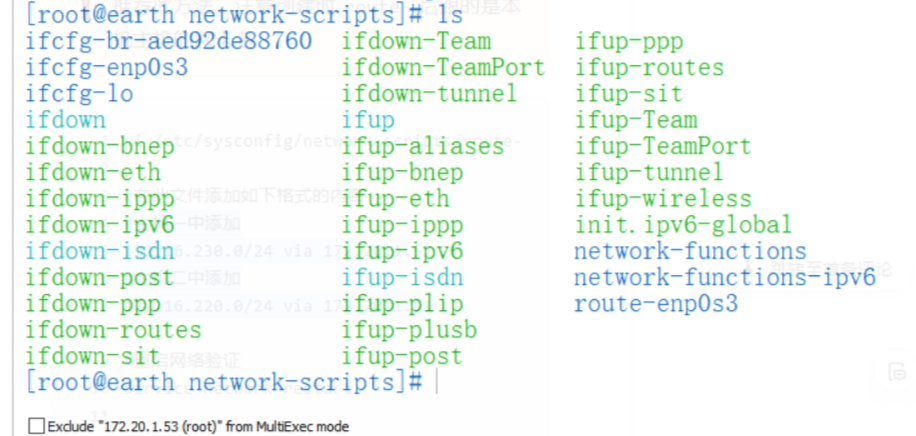 [root@earth network-scripts]# ls
ifcfg-br-aed92de88760 ifdown-Team ifup-ppp
ifcfg-enp0s3 ifdown-TeamPort ifup-routes
ifcfg-lo ifdown-tunnel ifup-sit
ifdown ifup ifup-Team
ifdown-bnep ifup-aliases ifup-TeamPort
ifdown-eth ifup-bnep ifup-tunnel
ifdown-ippp ifup-eth ifup-wireless
ifdown-ipv6 ifup-ippp init.ipv6-global
ifdown-isdn ifup-ipv6 network-functions
ifdown-post ifup-isdn network-functions-ipv6
ifdown-ppp ifup-plip route-enp0s3
ifdown-routes ifup-plusb
ifdown-sit ifup-post
[root@earth network-scripts]#
Exclude "172.20.1.53 (root)" from MultiExec mode